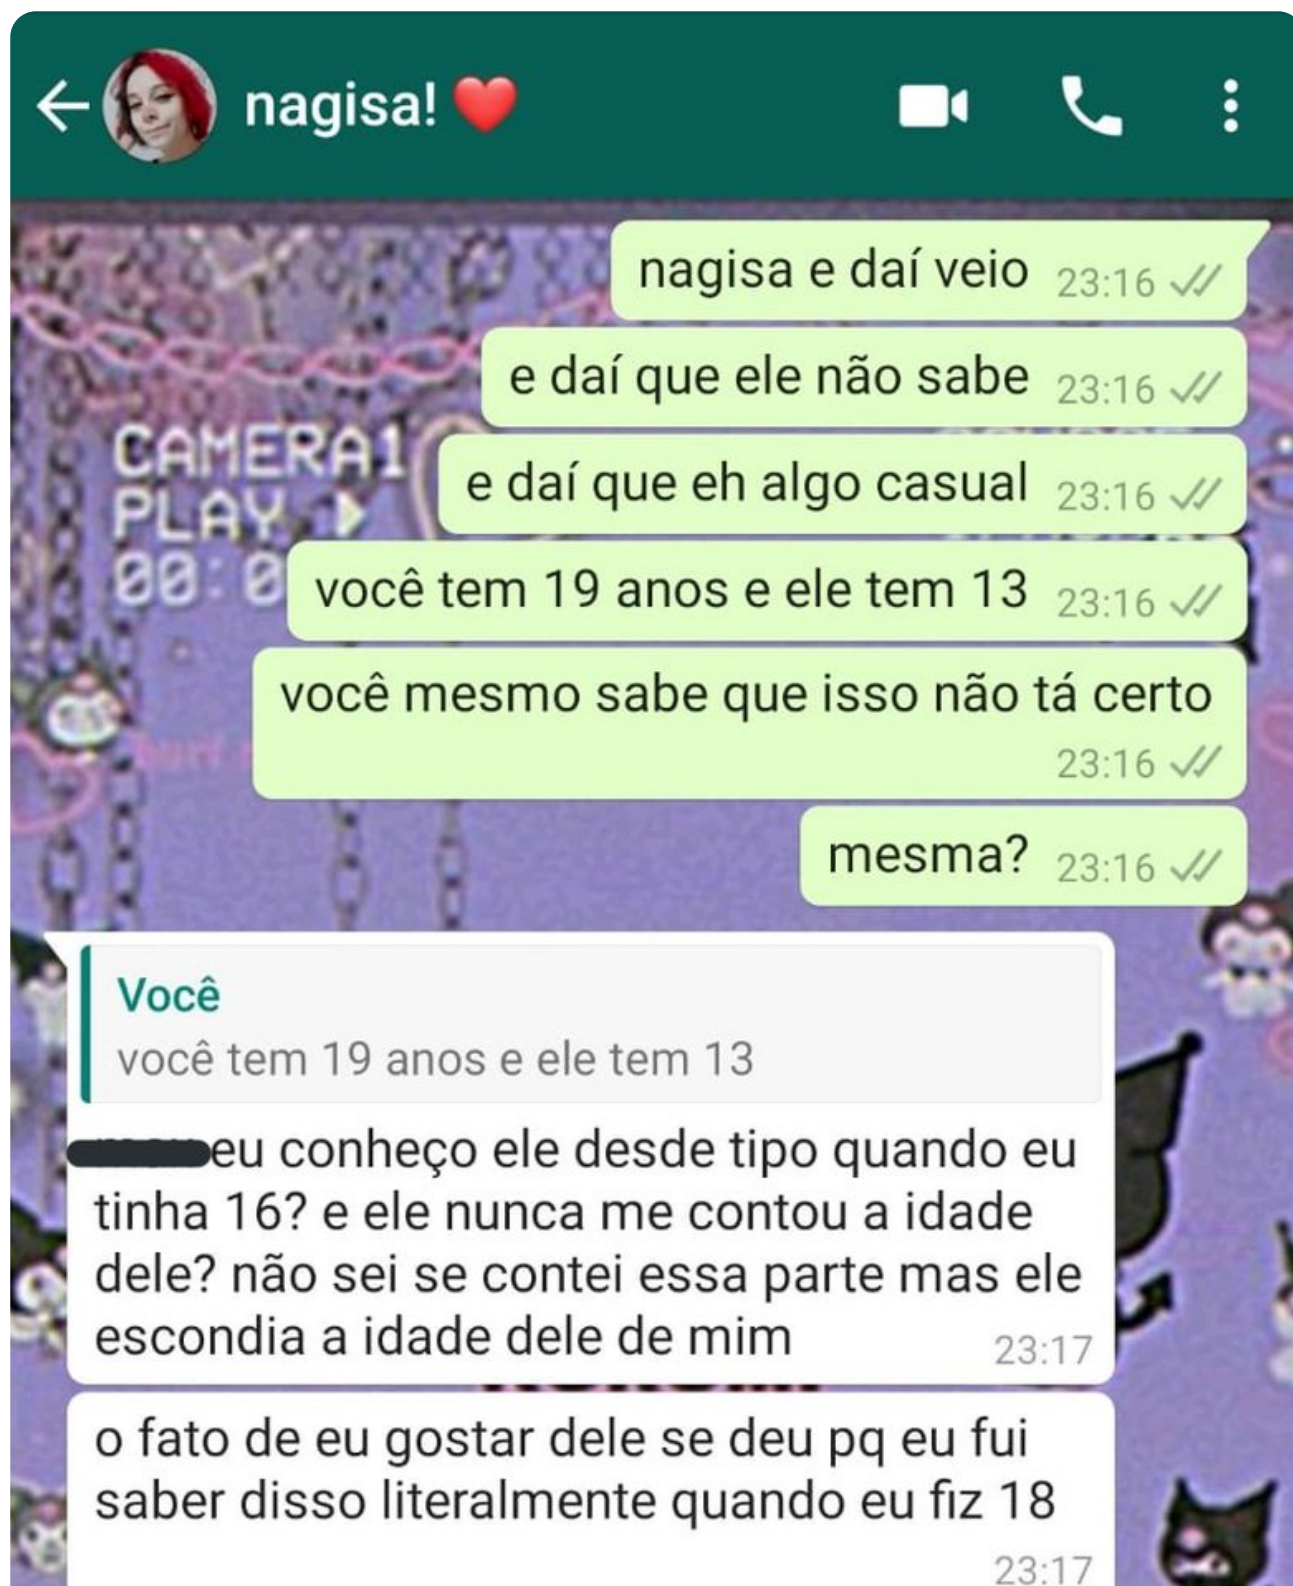 nagisa! ❤️
nagisa e daí veio 23:16
e daí que ele não sabe 23:16
CAMERA1
e daí que eh algo casual 23:16
PLAY
00:0
você tem 19 anos e ele tem 13 23:16
você mesmo sabe que isso não tá certo
23:16
mesma? 23:16
Você
você tem 19 anos e ele tem 13
eu conheço ele desde tipo quando eu
tinha 16? e ele nunca me contou a idade
dele? não sei se contei essa parte mas ele
escondia a idade dele de mim 23:17
o fato de eu gostar dele se deu pq eu fui
saber disso literalmente quando eu fiz 18
23:17